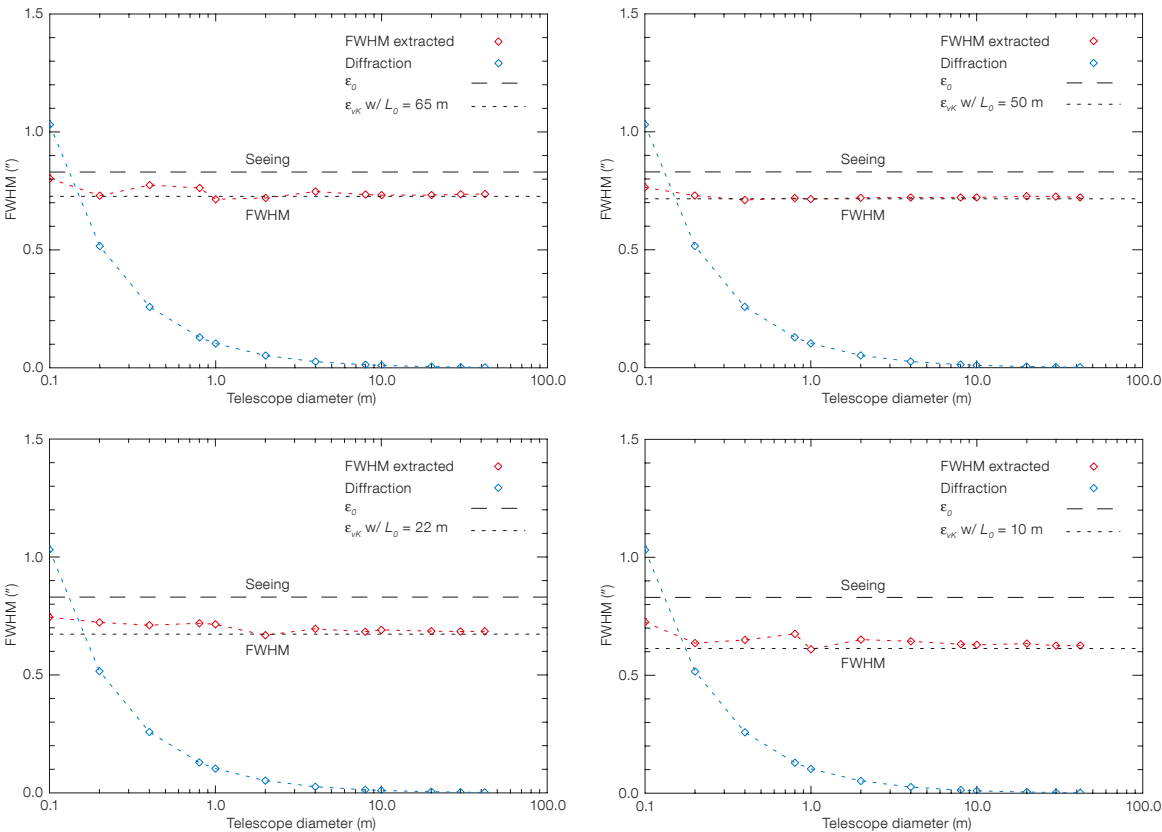 1.5
1.0
0.5
0.0
FWHM (″)
FWHM extracted
Diffraction
ε0
εvK w/ L0 = 65 m
Seeing
FWHM
0.1
1.0
10.0
100.0
Telescope diameter (m)
1.5
1.0
0.5
0.0
FWHM (″)
FWHM extracted
Diffraction
ε0
εvK w/ L0 = 50 m
Seeing
FWHM
0.1
1.0
10.0
100.0
Telescope diameter (m)
1.5
1.0
0.5
0.0
FWHM (″)
FWHM extracted
Diffraction
ε0
εvK w/ L0 = 22 m
Seeing
FWHM
0.1
1.0
10.0
100.0
Telescope diameter (m)
1.5
1.0
0.5
0.0
FWHM (″)
FWHM extracted
Diffraction
ε0
εvK w/ L0 = 10 m
Seeing
FWHM
0.1
1.0
10.0
100.0
Telescope diameter (m)